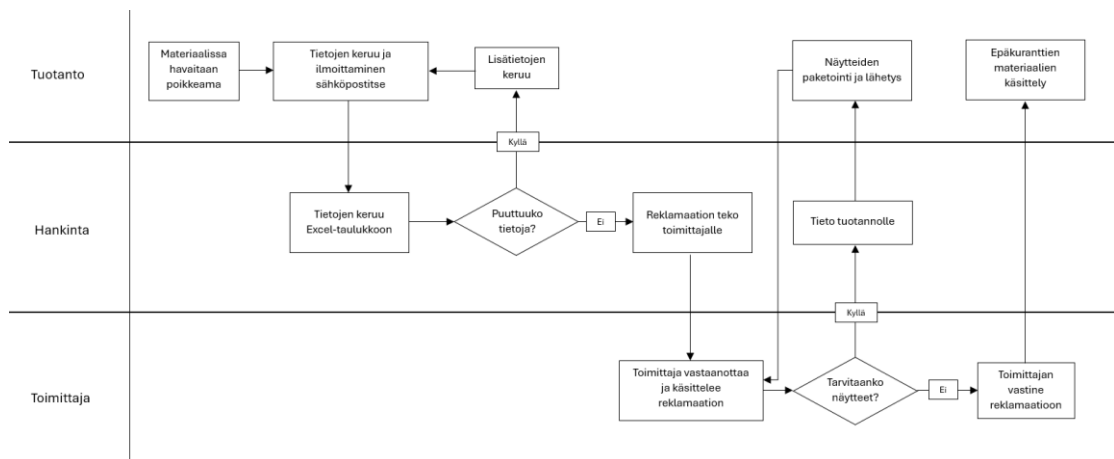 Tuotanto
Materiaalissa
havaitaan
poikkeama
Tietojen keruu ja
ilmoittaminen
sähköpostitse
Lisätietojen
keruu
Näytteiden
paketointi ja lähetys
Epäkuranttien
materiaalien
käsittely
Kyllä
Hankinta
Tietojen keruu
Excel-taulukkoon
Puuttuuko
tietoja?
Ei
Reklamaation teko
toimittajalle
Tieto tuotannolle
Kyllä
Toimittaja
Toimittaja vastaanottaa
ja käsittelee
reklamaation
Tarvitaanko
näytteet?
Ei
Toimittajan
vastine
reklamaatioon